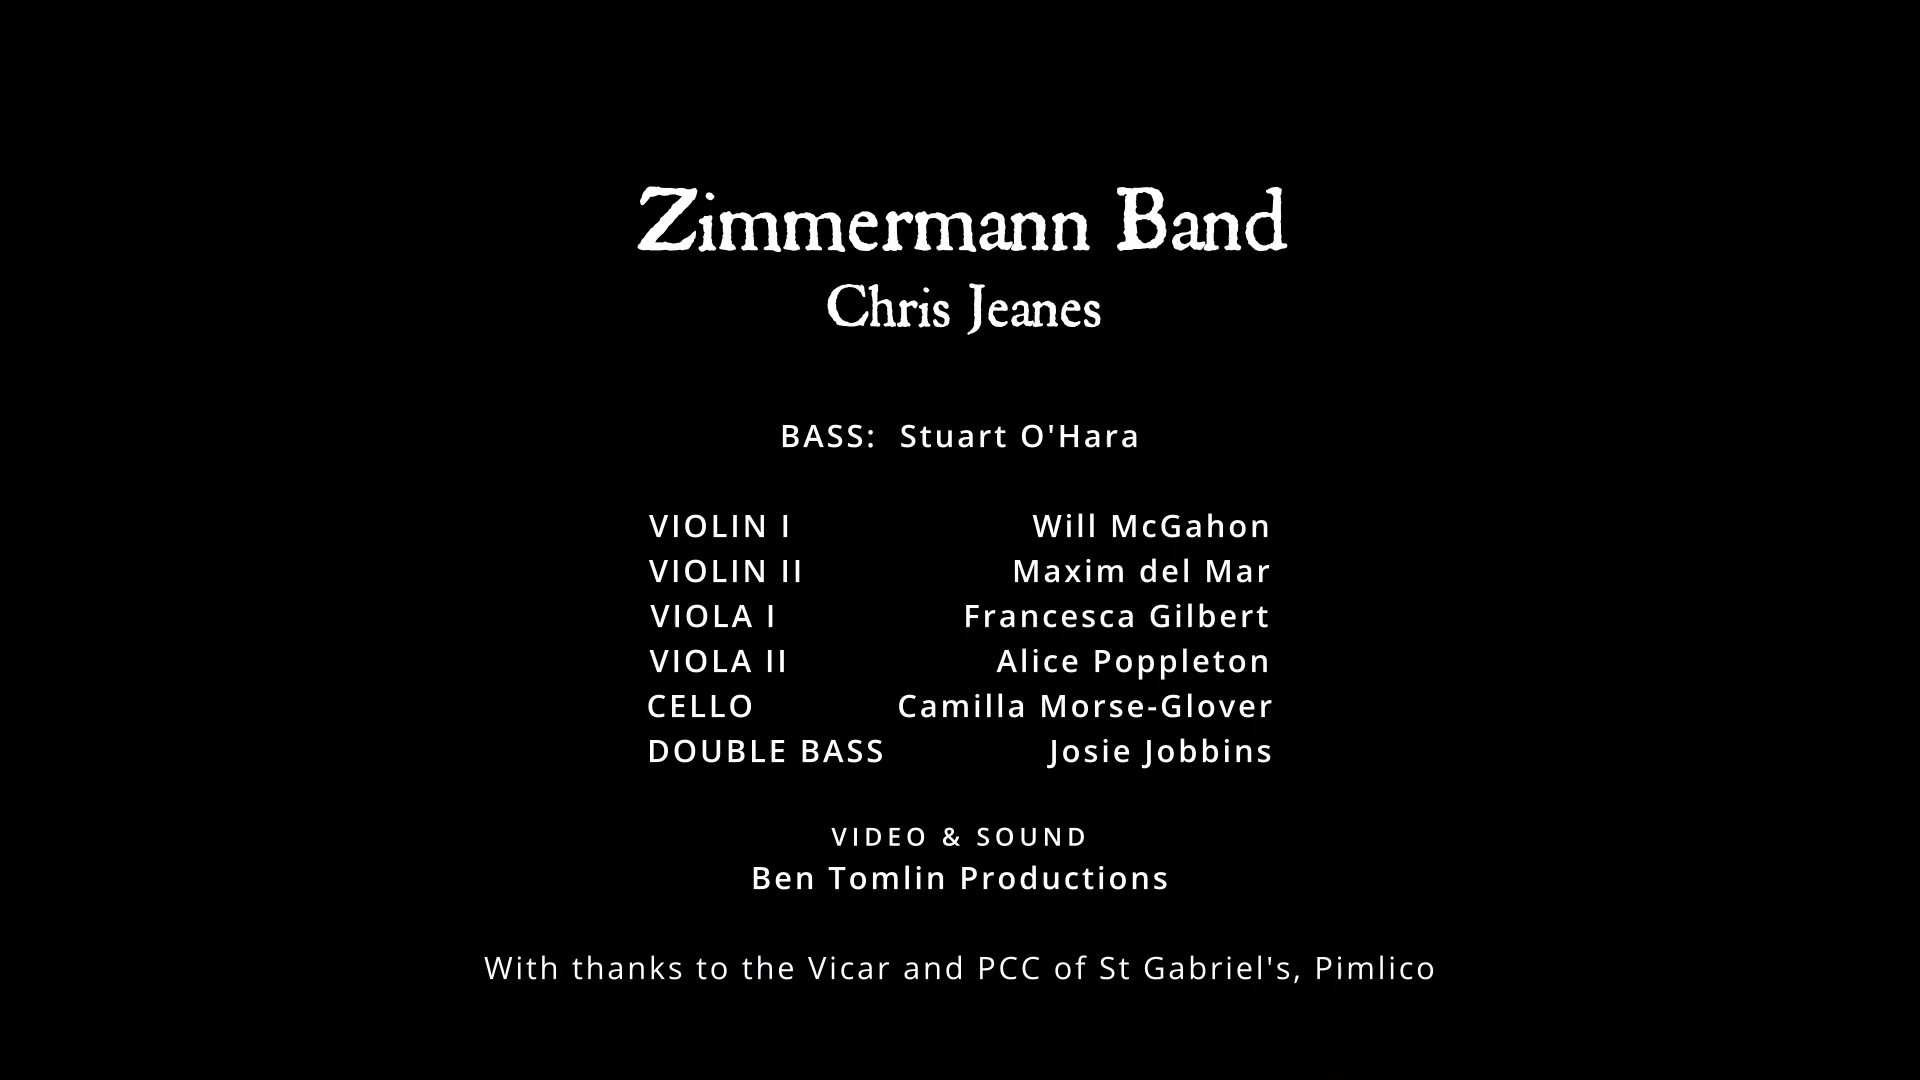 Zimmermann Band
Chris Jeanes
BASS: Stuart O'Hara
VIOLIN I Will McGahon
VIOLIN II Maxim del Mar
VIOLA I Francesca Gilbert
VIOLA II Alice Poppleton
CELLO Camilla Morse-Glover
DOUBLE BASS Josie Jobbins
VIDEO & SOUND
Ben Tomlin Productions
With thanks to the Vicar and PCC of St Gabriel's, Pimlico